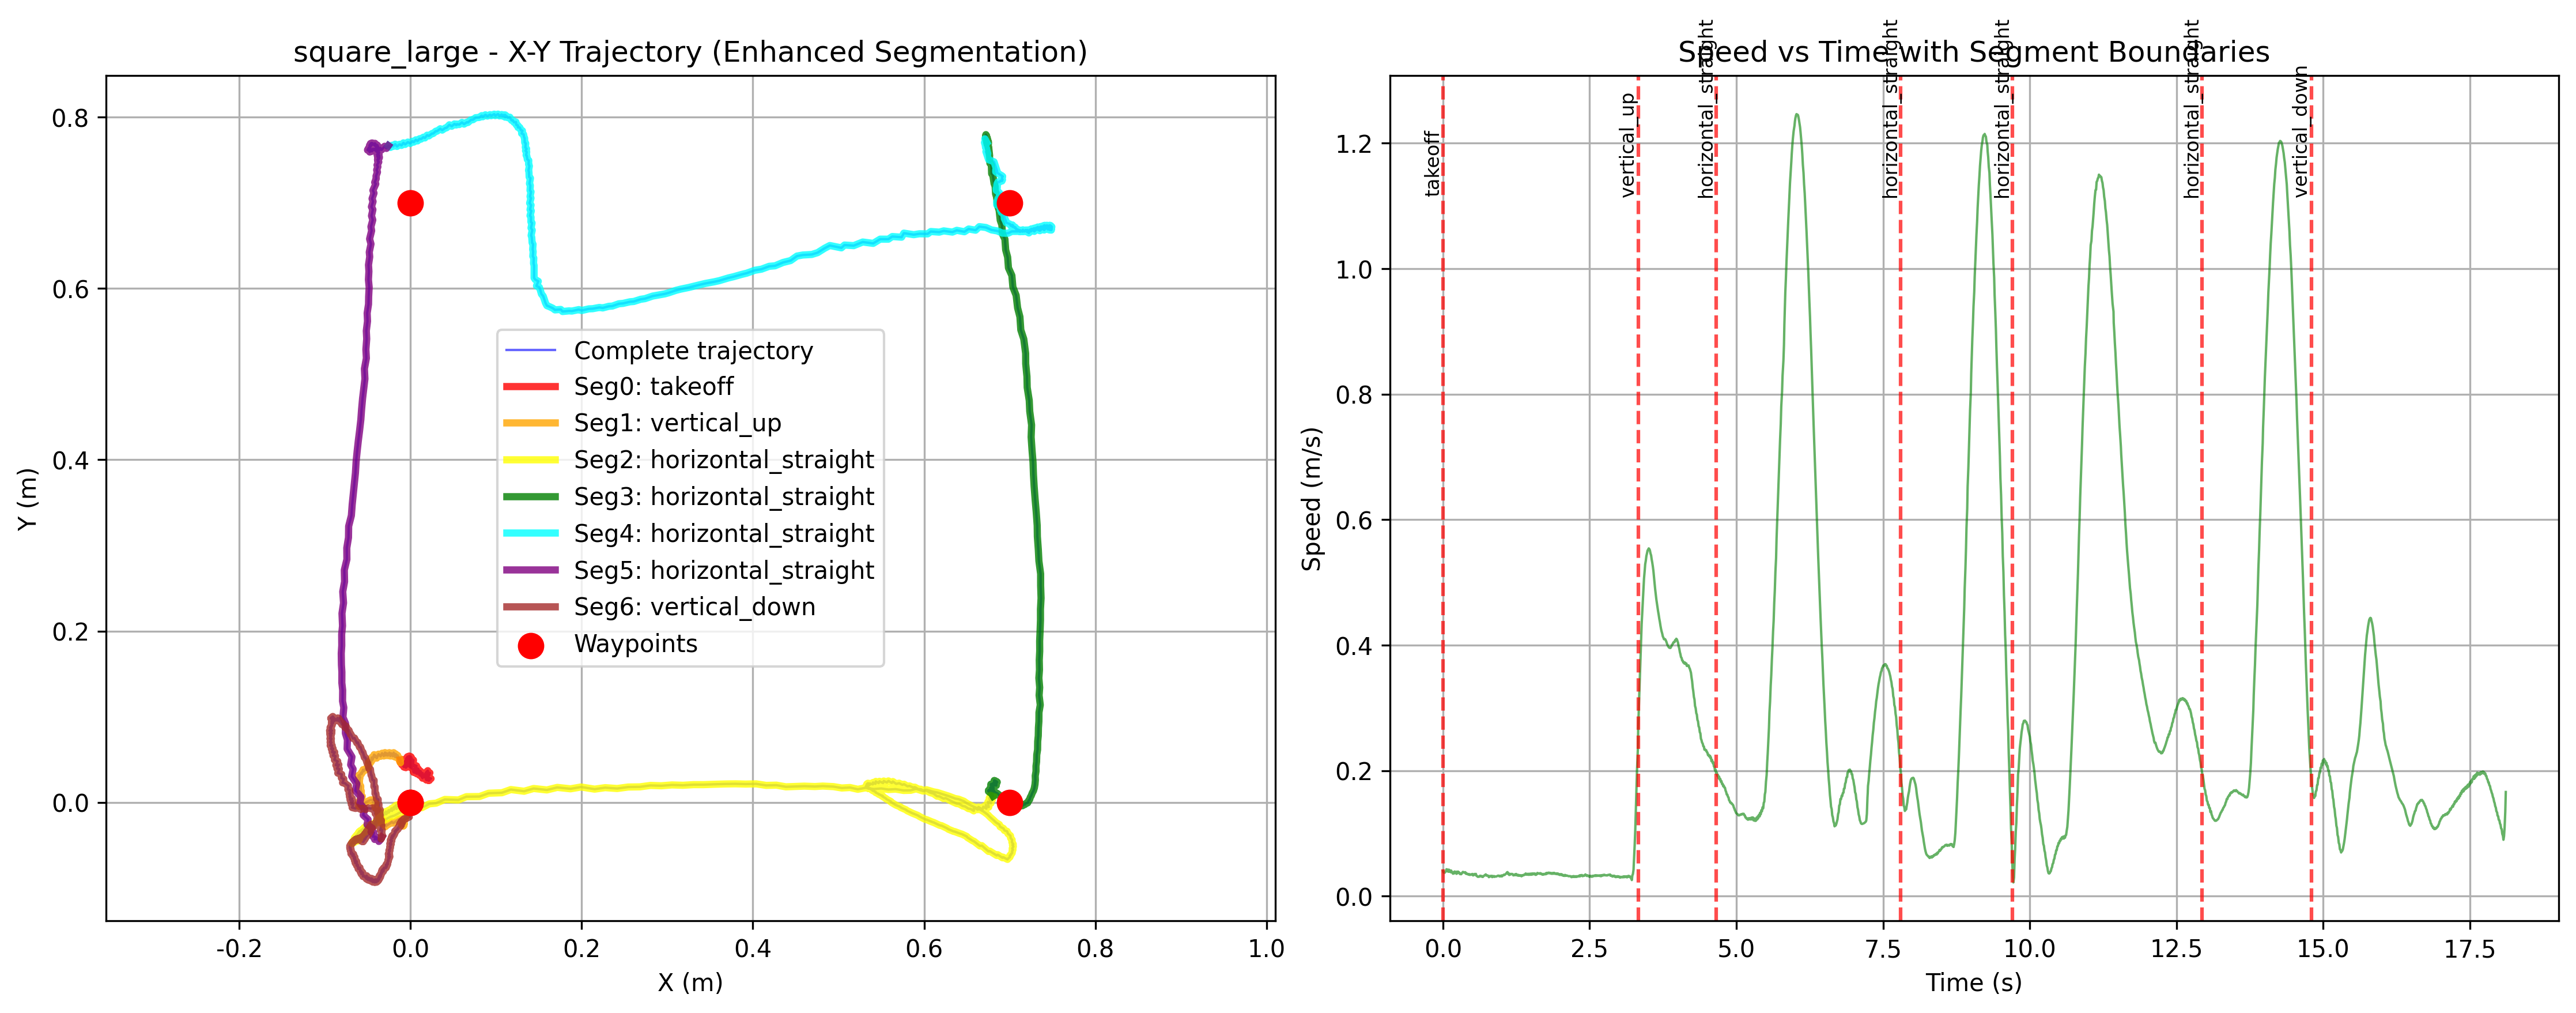 square_large - X-Y Trajectory (Enhanced Segmentation)
0.8
0.6
0.4
0.2
0.0
Y (m)
-0.2
0.0
0.2
0.4
0.6
0.8
1.0
X (m)
Complete trajectory
Seg0: takeoff
Seg1: vertical_up
Seg2: horizontal_straight
Seg3: horizontal_straight
Seg4: horizontal_straight
Seg5: horizontal_straight
Seg6: vertical_down
Waypoints
Speed vs Time with Segment Boundaries
takeoff
vertical_up
horizontal_straight
horizontal_straight
horizontal_straight
horizontal_straight
vertical_down
1.2
1.0
0.8
0.6
0.4
0.2
0.0
Speed (m/s)
0.0
2.5
5.0
7.5
10.0
12.5
15.0
17.5
Time (s)